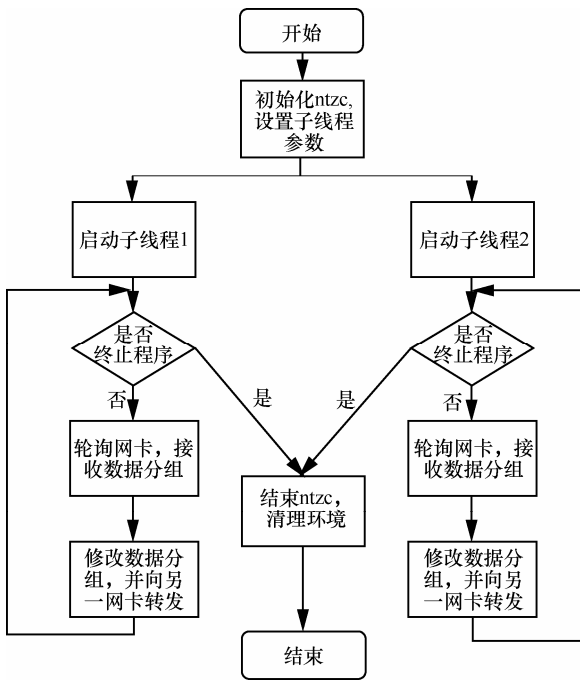 开始
初始化ntzc,
设置子线程
参数
启动子线程1
启动子线程2
是否
终止程序
是否
终止程序
是
是
否
否
轮询网卡，接
收数据分组
轮询网卡，接
收数据分组
结束ntzc，
清理环境
修改数据分
组，并向另
一网卡转发
修改数据分
组，并向另
一网卡转发
结束